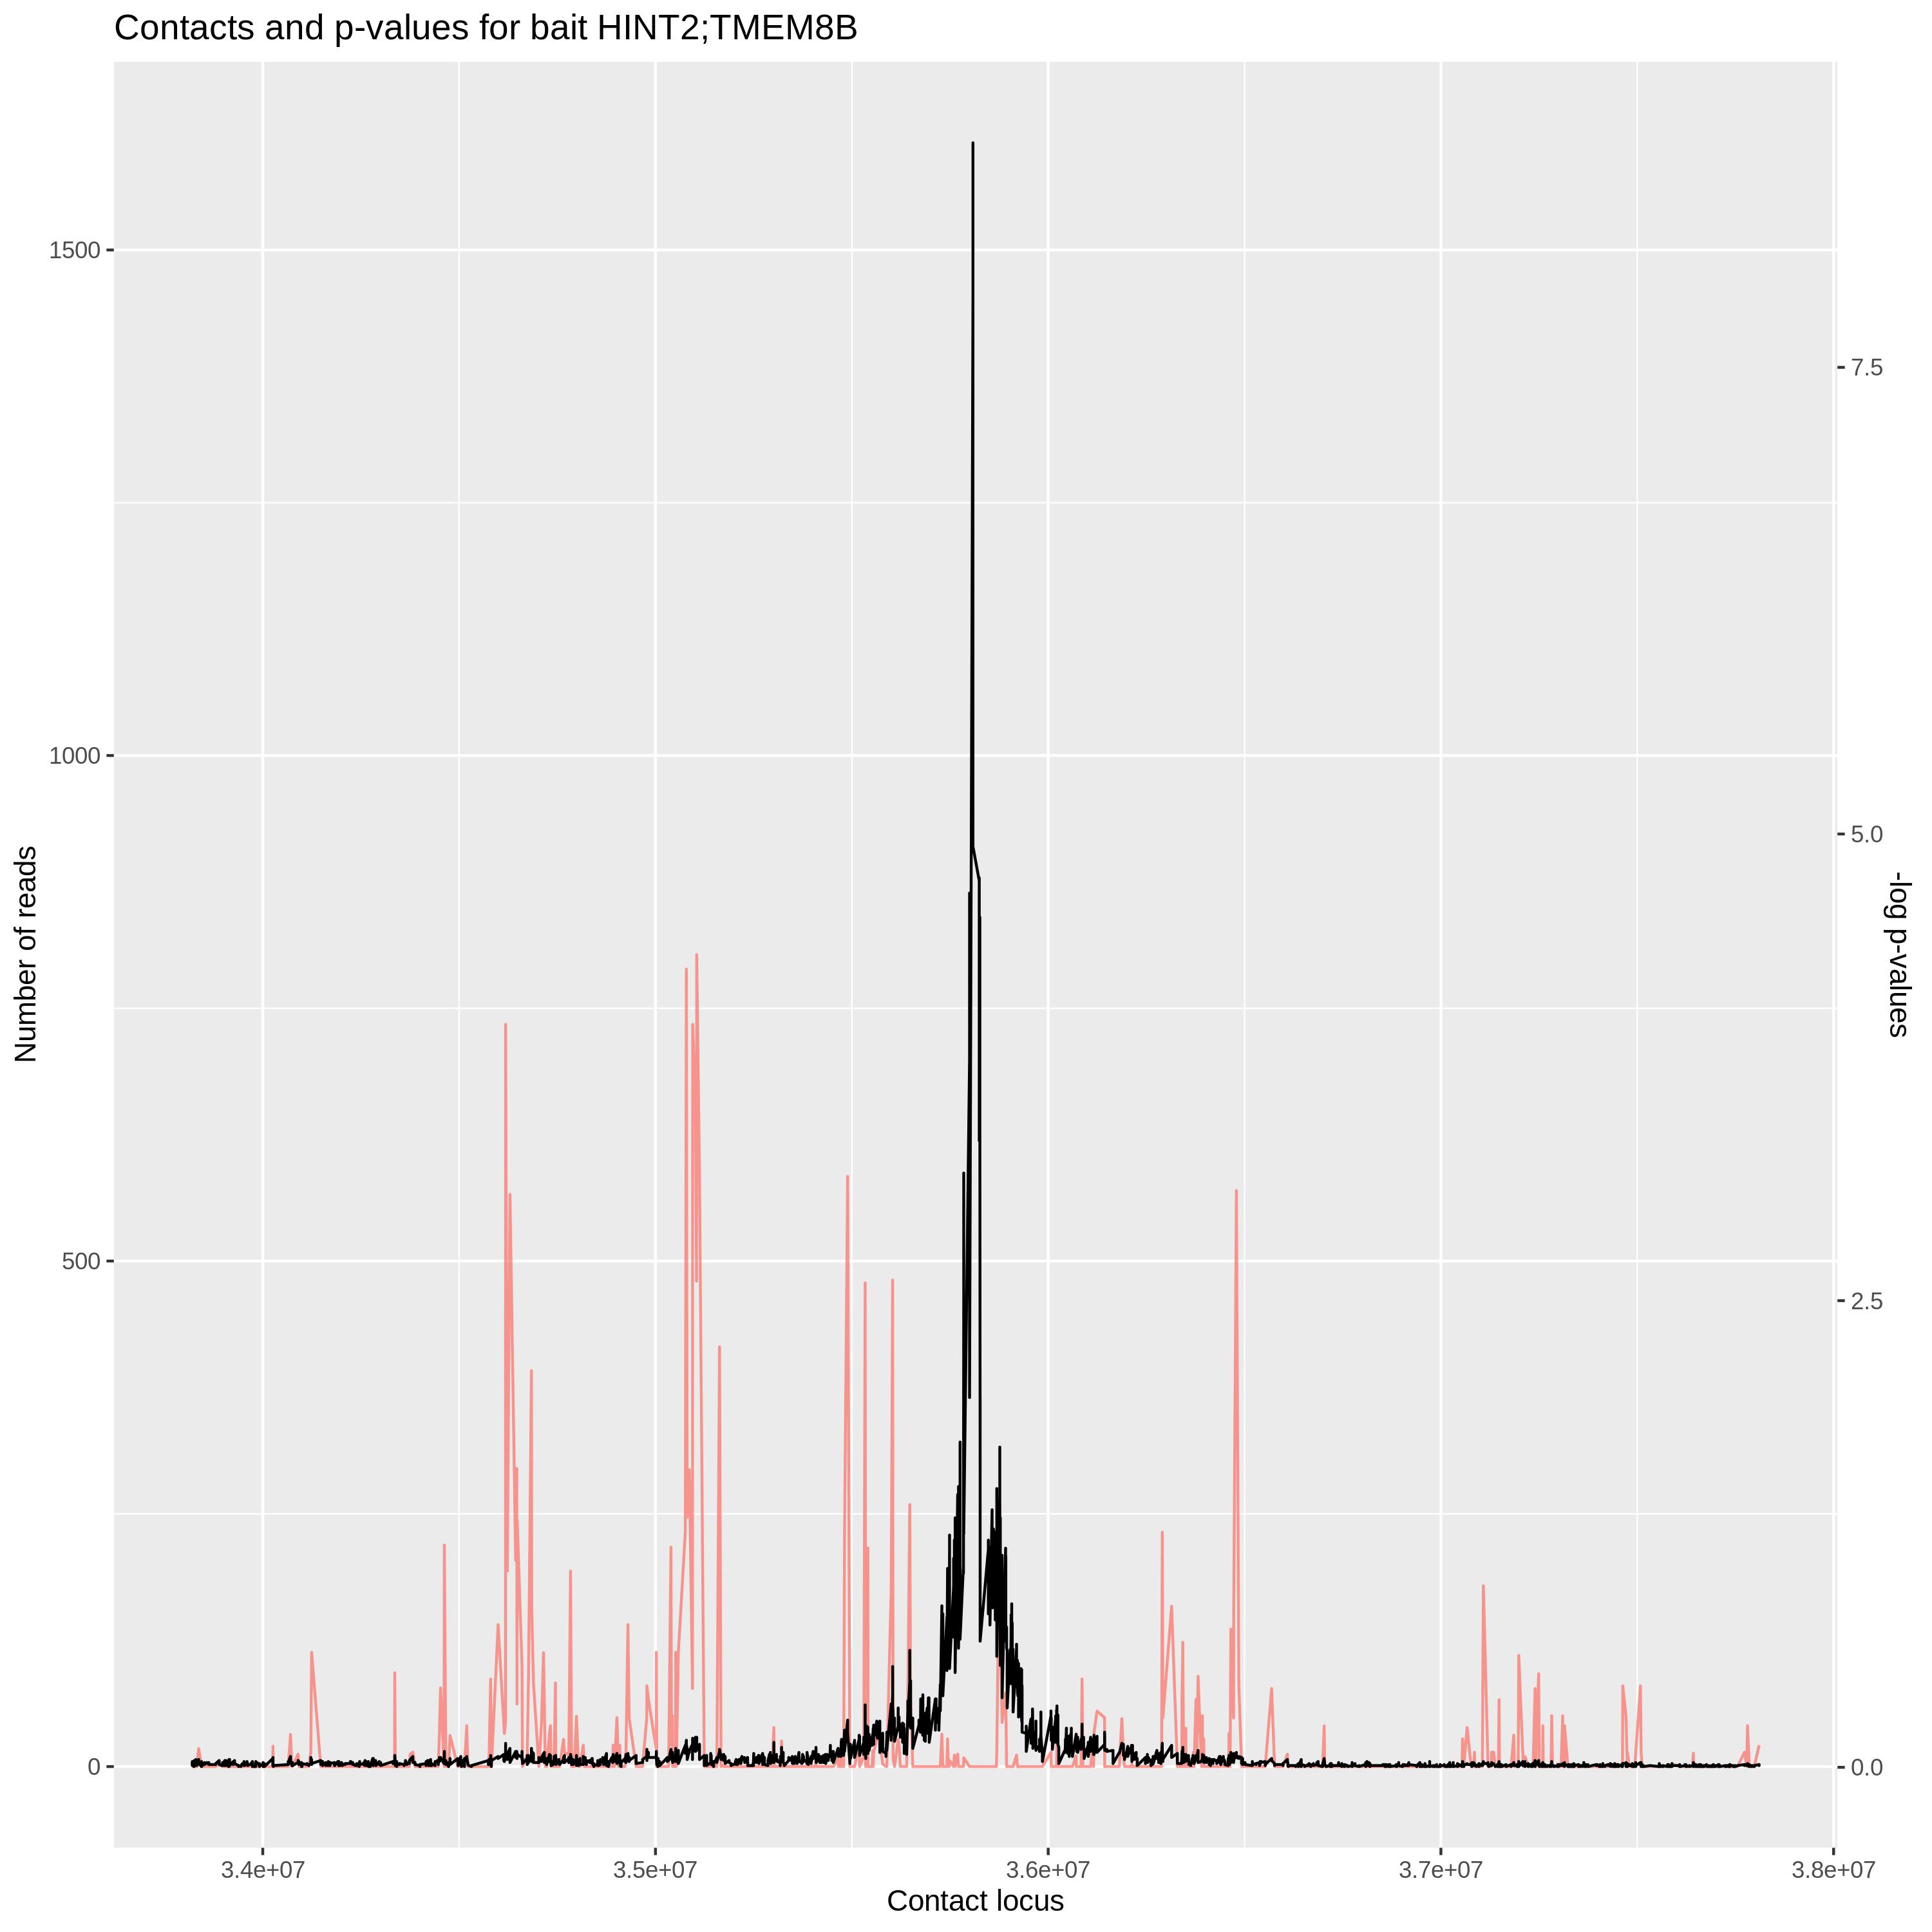 Contacts and p-values for bait HINT2;TMEM8B
1500
1000
500
0
Number of reads
7.5
5.0
2.5
0.0
-log p-values
3.4e+07
3.5e+07
3.6e+07
3.7e+07
3.8e+07
Contact locus